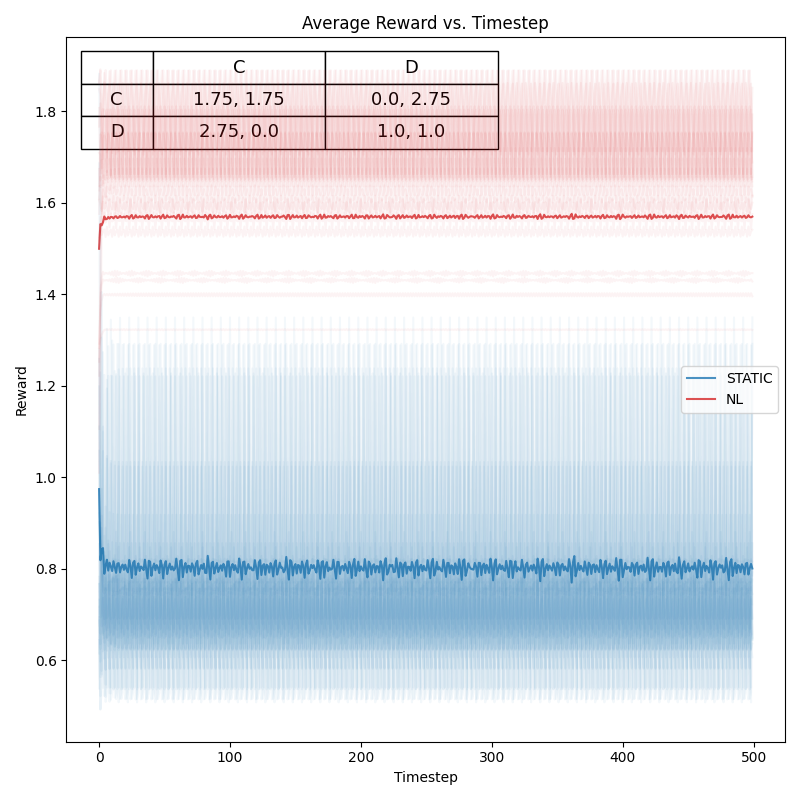 Average Reward vs. Timestep
C D
C 1.75, 1.75 0.0, 2.75
D 2.75, 0.0 1.0, 1.0
1.8
1.6
1.4
1.2
1.0
0.8
0.6
Reward
STATIC
NL
0 100 200 300 400 500
Timestep